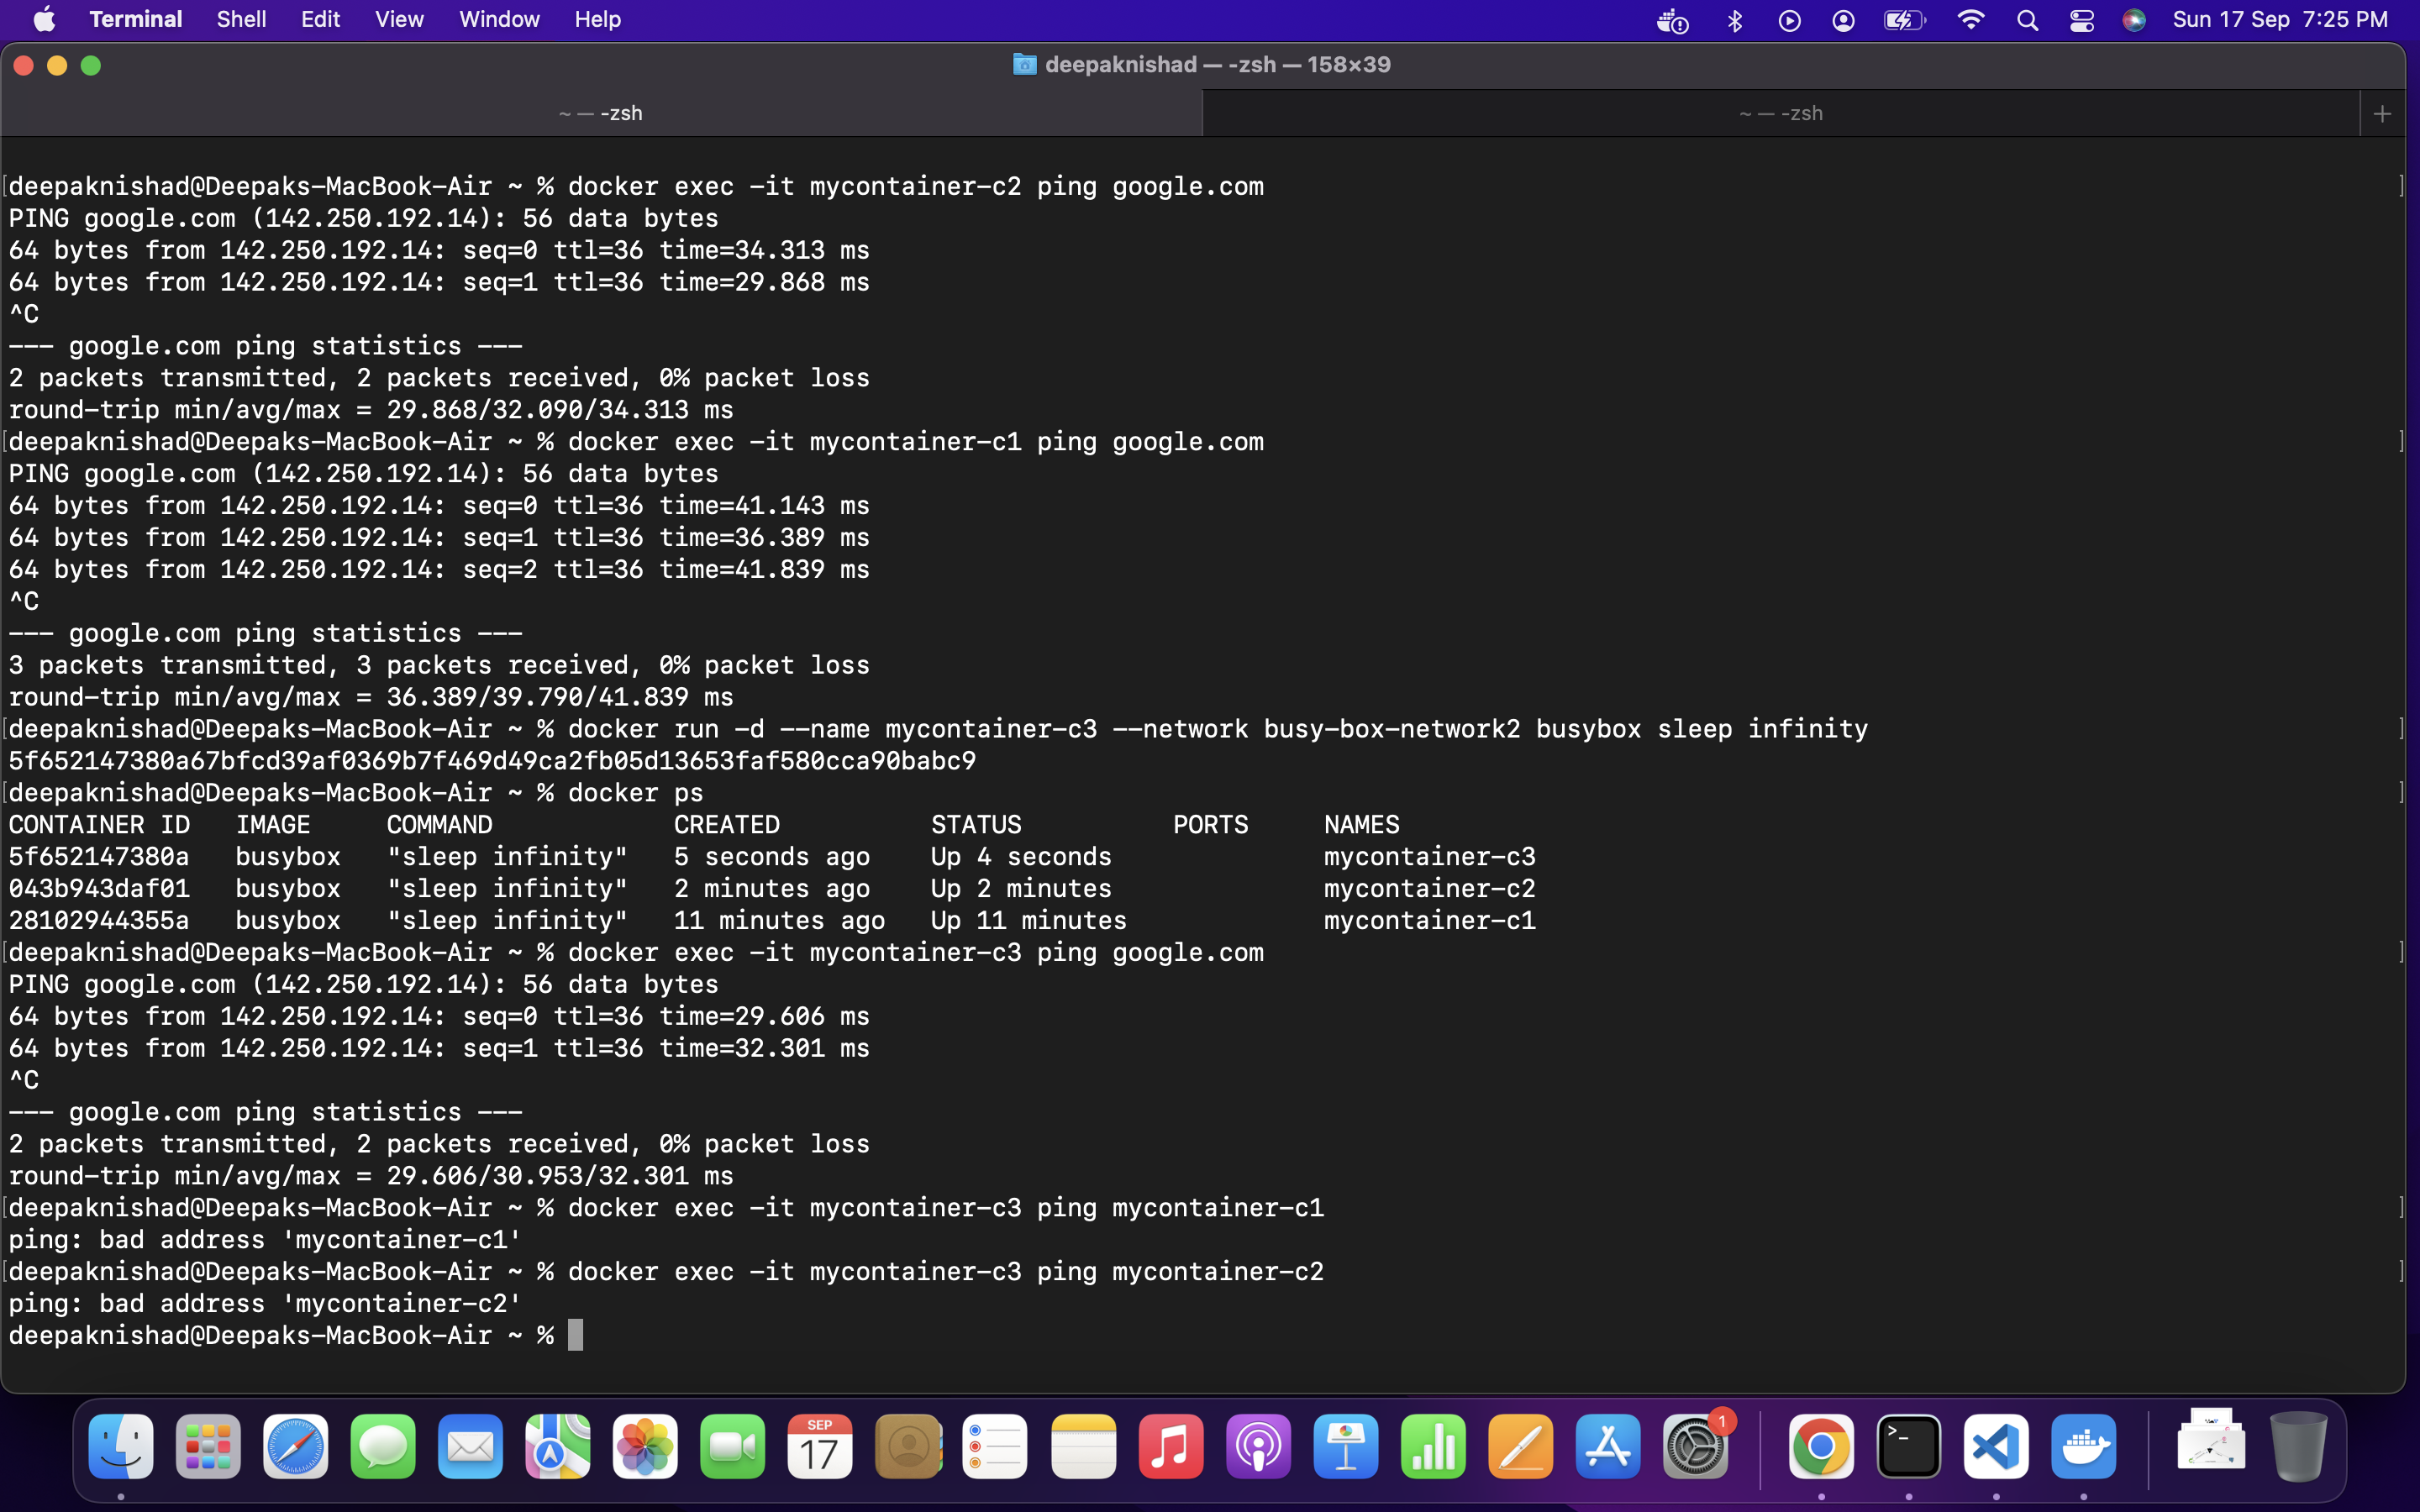 Terminal Shell Edit View Window Help Sun 17 Sep 7:25 PM
deepaknishad — -zsh — 158×39
~ — -zsh ~ — -zsh +
[deepaknishad@Deepaks-MacBook-Air ~ % docker exec -it mycontainer-c2 ping google.com ]
PING google.com (142.250.192.14): 56 data bytes
64 bytes from 142.250.192.14: seq=0 ttl=36 time=34.313 ms
64 bytes from 142.250.192.14: seq=1 ttl=36 time=29.868 ms
^C
--- google.com ping statistics ---
2 packets transmitted, 2 packets received, 0% packet loss
round-trip min/avg/max = 29.868/32.090/34.313 ms
[deepaknishad@Deepaks-MacBook-Air ~ % docker exec -it mycontainer-c1 ping google.com ]
PING google.com (142.250.192.14): 56 data bytes
64 bytes from 142.250.192.14: seq=0 ttl=36 time=41.143 ms
64 bytes from 142.250.192.14: seq=1 ttl=36 time=36.389 ms
64 bytes from 142.250.192.14: seq=2 ttl=36 time=41.839 ms
^C
--- google.com ping statistics ---
3 packets transmitted, 3 packets received, 0% packet loss
round-trip min/avg/max = 36.389/39.790/41.839 ms
[deepaknishad@Deepaks-MacBook-Air ~ % docker run -d --name mycontainer-c3 --network busy-box-network2 busybox sleep infinity ]
5f652147380a67bfcd39af0369b7f469d49ca2fb05d13653faf580cca90babc9
[deepaknishad@Deepaks-MacBook-Air ~ % docker ps ]
CONTAINER ID IMAGE COMMAND CREATED STATUS PORTS NAMES
5f652147380a busybox "sleep infinity" 5 seconds ago Up 4 seconds mycontainer-c3
043b943daf01 busybox "sleep infinity" 2 minutes ago Up 2 minutes mycontainer-c2
28102944355a busybox "sleep infinity" 11 minutes ago Up 11 minutes mycontainer-c1
[deepaknishad@Deepaks-MacBook-Air ~ % docker exec -it mycontainer-c3 ping google.com ]
PING google.com (142.250.192.14): 56 data bytes
64 bytes from 142.250.192.14: seq=0 ttl=36 time=29.606 ms
64 bytes from 142.250.192.14: seq=1 ttl=36 time=32.301 ms
^C
--- google.com ping statistics ---
2 packets transmitted, 2 packets received, 0% packet loss
round-trip min/avg/max = 29.606/30.953/32.301 ms
[deepaknishad@Deepaks-MacBook-Air ~ % docker exec -it mycontainer-c3 ping mycontainer-c1 ]
ping: bad address 'mycontainer-c1'
[deepaknishad@Deepaks-MacBook-Air ~ % docker exec -it mycontainer-c3 ping mycontainer-c2 ]
ping: bad address 'mycontainer-c2'
deepaknishad@Deepaks-MacBook-Air ~ %
SEP
17
1
>_